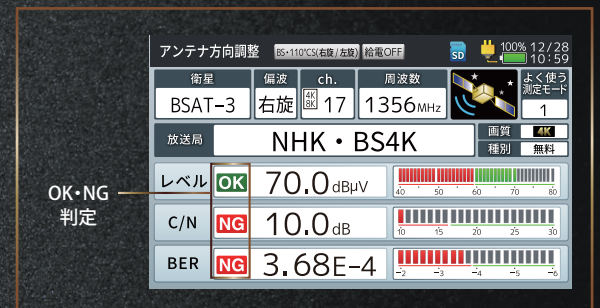 アンテナ方向調整 BS・110°CS(右旋/左旋) 給電OFF SD 100% 12/28 10:59
衛星 偏波 ch. 周波数 よく使う測定モード
BSAT-3 右旋 4K 8K 17 1356MHz 1
放送局 NHK・BS4K 画質 4K
種別 無料
OK・NG判定
レベル OK 70.0dBμV 40 50 60 70 80
C/N NG 10.0dB 10 15 20 25 30
BER NG 3.68E-4 -2 -3 -4 -5 -6